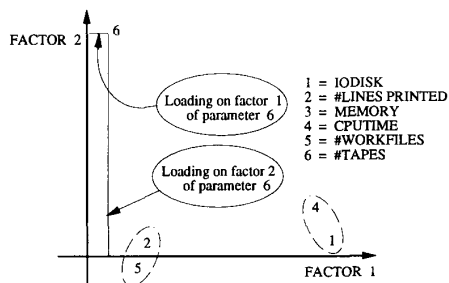 FACTOR 2
6
Loading on factor 1
of parameter 6
1 = IODISK
2 = #LINES PRINTED
3 = MEMORY
4 = CPUTIME
5 = #WORKFILES
6 = #TAPES
Loading on factor 2
of parameter 6
4
1
2
5
FACTOR 1